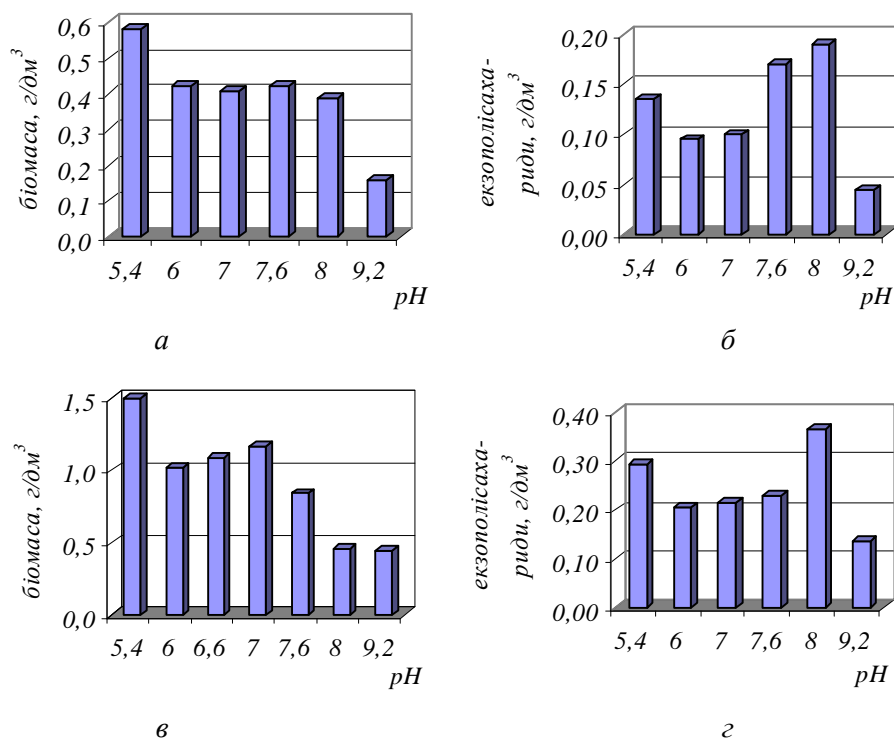 біомаса, г/дм³
0,6
0,5
0,4
0,3
0,2
0,1
0,0
5,4 6 7 7,6 8 9,2
pH
а
екзополісаха-
риди, г/дм³
0,20
0,15
0,10
0,05
0,00
5,4 6 7 7,6 8 9,2
pH
б
біомаса, г/дм³
1,5
1,0
0,5
0,0
5,4 6 6,6 7 7,6 8 9,2
pH
в
екзополісаха-
риди, г/дм³
0,40
0,30
0,20
0,10
0,00
5,4 6 7 7,6 8 9,2
pH
г